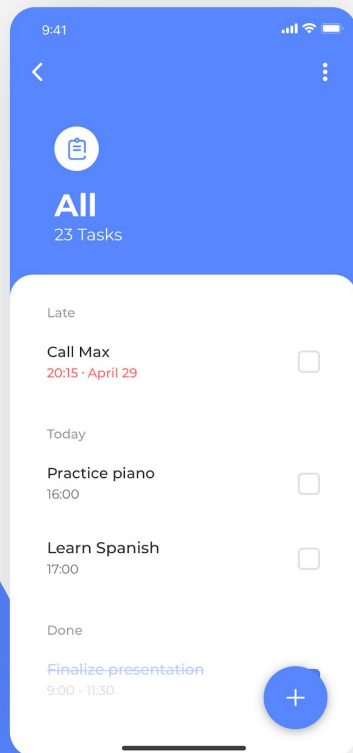 9:41
All
23 Tasks
Late
Call Max
20:15 · April 29
Today
Practice piano
16:00
Learn Spanish
17:00
Done
Finalize presentation
9:00 - 11:30